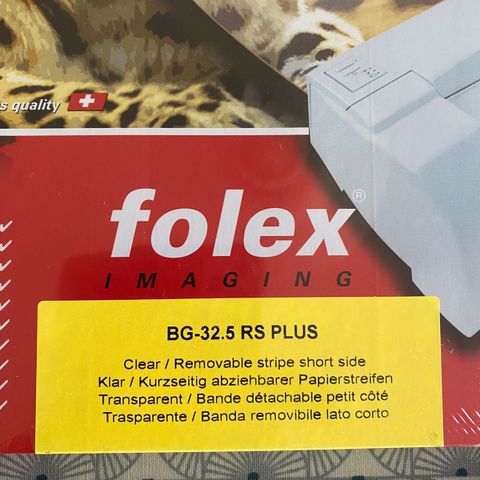 s quality
folex®
IMAGING
BG-32.5 RS PLUS
Clear / Removable stripe short side
Klar / Kurzseitig abziehbarer Papierstreifen
Transparent / Bande détachable petit côté
Trasparente / Banda removibile lato corto